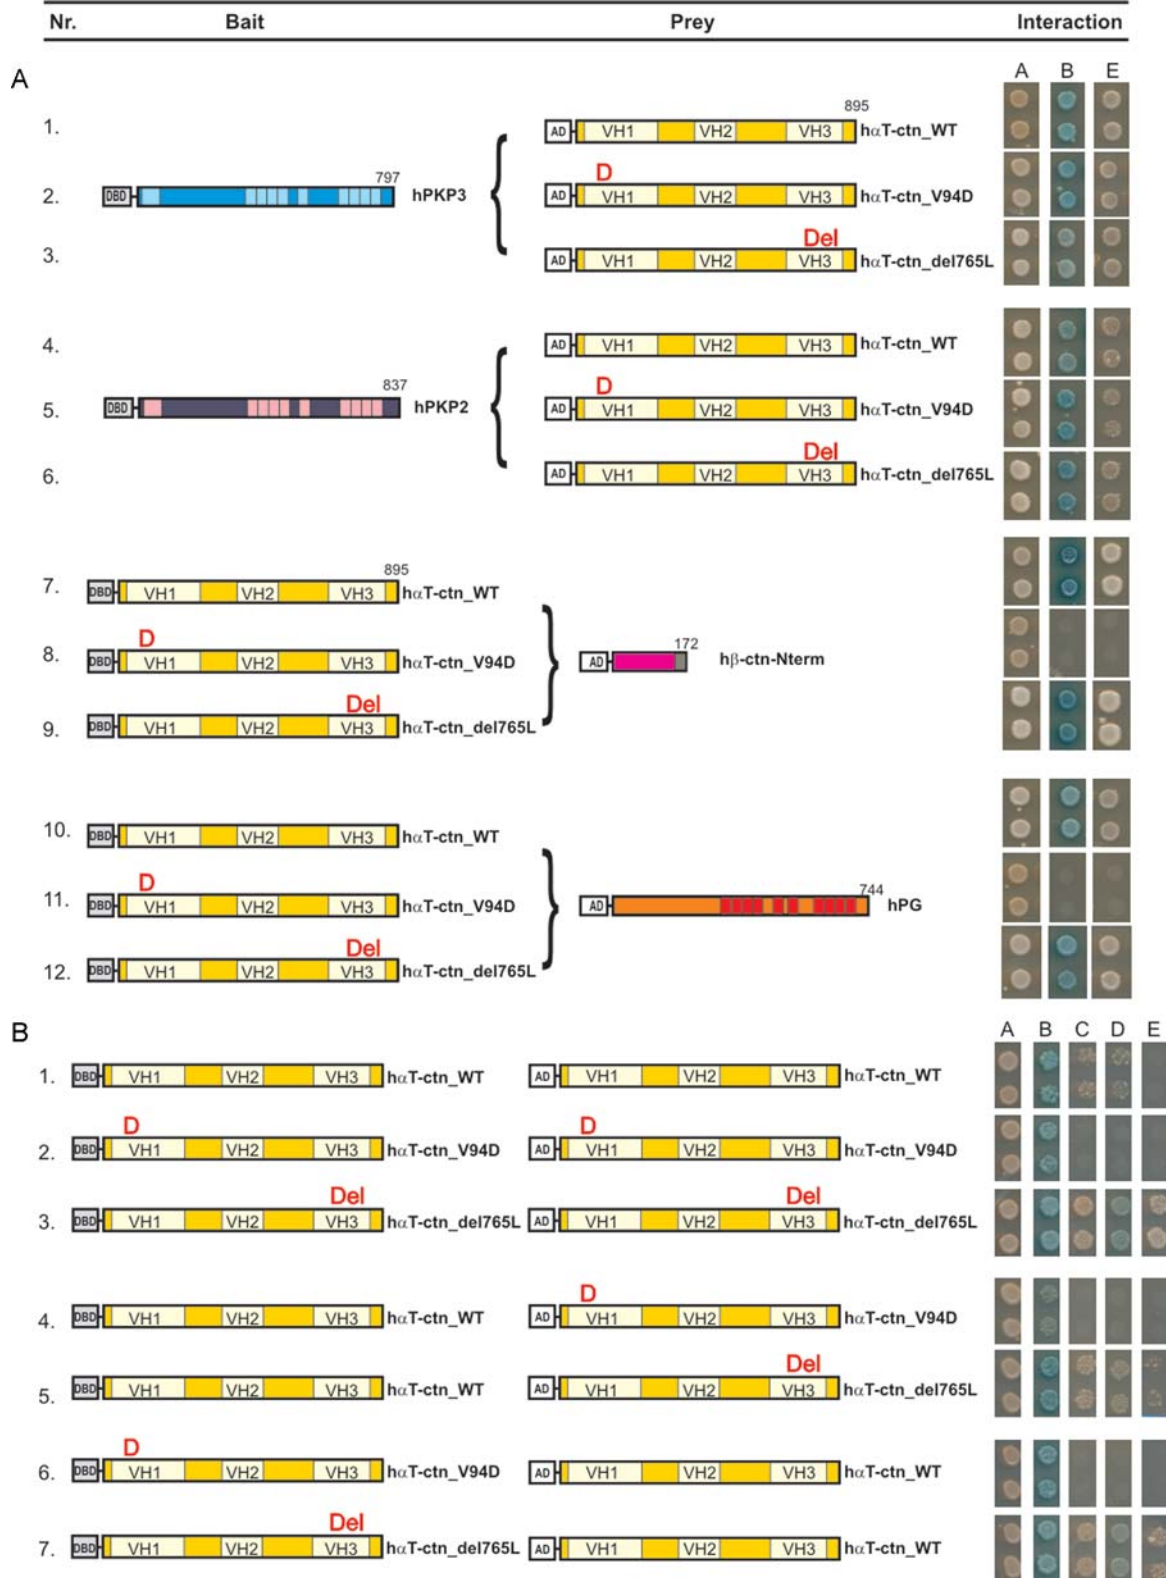 Nr. Bait Prey Interaction
A
A B E
895
1. AD VH1 VH2 VH3 hαT-ctn_WT
D
797
2. DBD hPKP3 AD VH1 VH2 VH3 hαT-ctn_V94D
Del
3. AD VH1 VH2 VH3 hαT-ctn_del765L
4. AD VH1 VH2 VH3 hαT-ctn_WT
D
837
5. DBD hPKP2 AD VH1 VH2 VH3 hαT-ctn_V94D
Del
6. AD VH1 VH2 VH3 hαT-ctn_del765L
895
7. DBD VH1 VH2 VH3 hαT-ctn_WT
D
172
8. DBD VH1 VH2 VH3 hαT-ctn_V94D AD hβ-ctn-Nterm
Del
9. DBD VH1 VH2 VH3 hαT-ctn_del765L
10. DBD VH1 VH2 VH3 hαT-ctn_WT
D
744
11. DBD VH1 VH2 VH3 hαT-ctn_V94D AD hPG
Del
12. DBD VH1 VH2 VH3 hαT-ctn_del765L
B
A B C D E
1. DBD VH1 VH2 VH3 hαT-ctn_WT AD VH1 VH2 VH3 hαT-ctn_WT
D D
2. DBD VH1 VH2 VH3 hαT-ctn_V94D AD VH1 VH2 VH3 hαT-ctn_V94D
Del Del
3. DBD VH1 VH2 VH3 hαT-ctn_del765L AD VH1 VH2 VH3 hαT-ctn_del765L
D
4. DBD VH1 VH2 VH3 hαT-ctn_WT AD VH1 VH2 VH3 hαT-ctn_V94D
Del
5. DBD VH1 VH2 VH3 hαT-ctn_WT AD VH1 VH2 VH3 hαT-ctn_del765L
D
6. DBD VH1 VH2 VH3 hαT-ctn_V94D AD VH1 VH2 VH3 hαT-ctn_WT
Del
7. DBD VH1 VH2 VH3 hαT-ctn_del765L AD VH1 VH2 VH3 hαT-ctn_WT